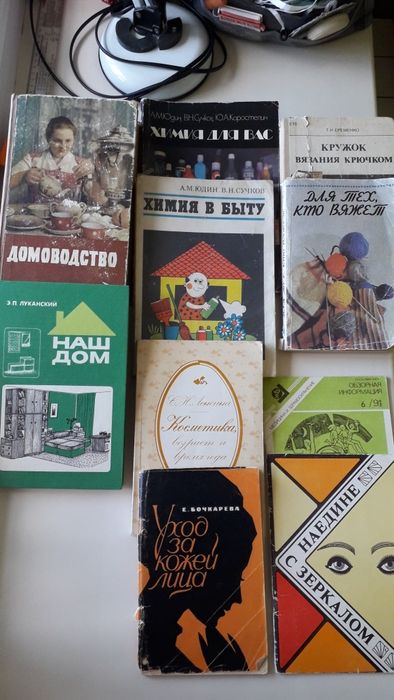 ДОМОВОДСТВО
А.М.Юдин, В.Н.Сучков, Ю.А.Коростелин
ХИМИЯ ДЛЯ ВАС
Т.И. ЕРЕМЕНКО
КРУЖОК
ВЯЗАНИЯ КРЮЧКОМ
А.М.ЮДИН В.Н.СУЧКОВ
ХИМИЯ В БЫТУ
ДЛЯ ТЕХ,
КТО ВЯЖЕТ
Э.П. ЛУКАНСКИЙ
НАШ
ДОМ
Косметика,
возраст и
ОБЗОРНАЯ
ИНФОРМАЦИЯ
6/91
Е. БОЧКАРЕВА
Уход
за
кожей
лица
НАЕДИНЕ
С ЗЕРКАЛОМ